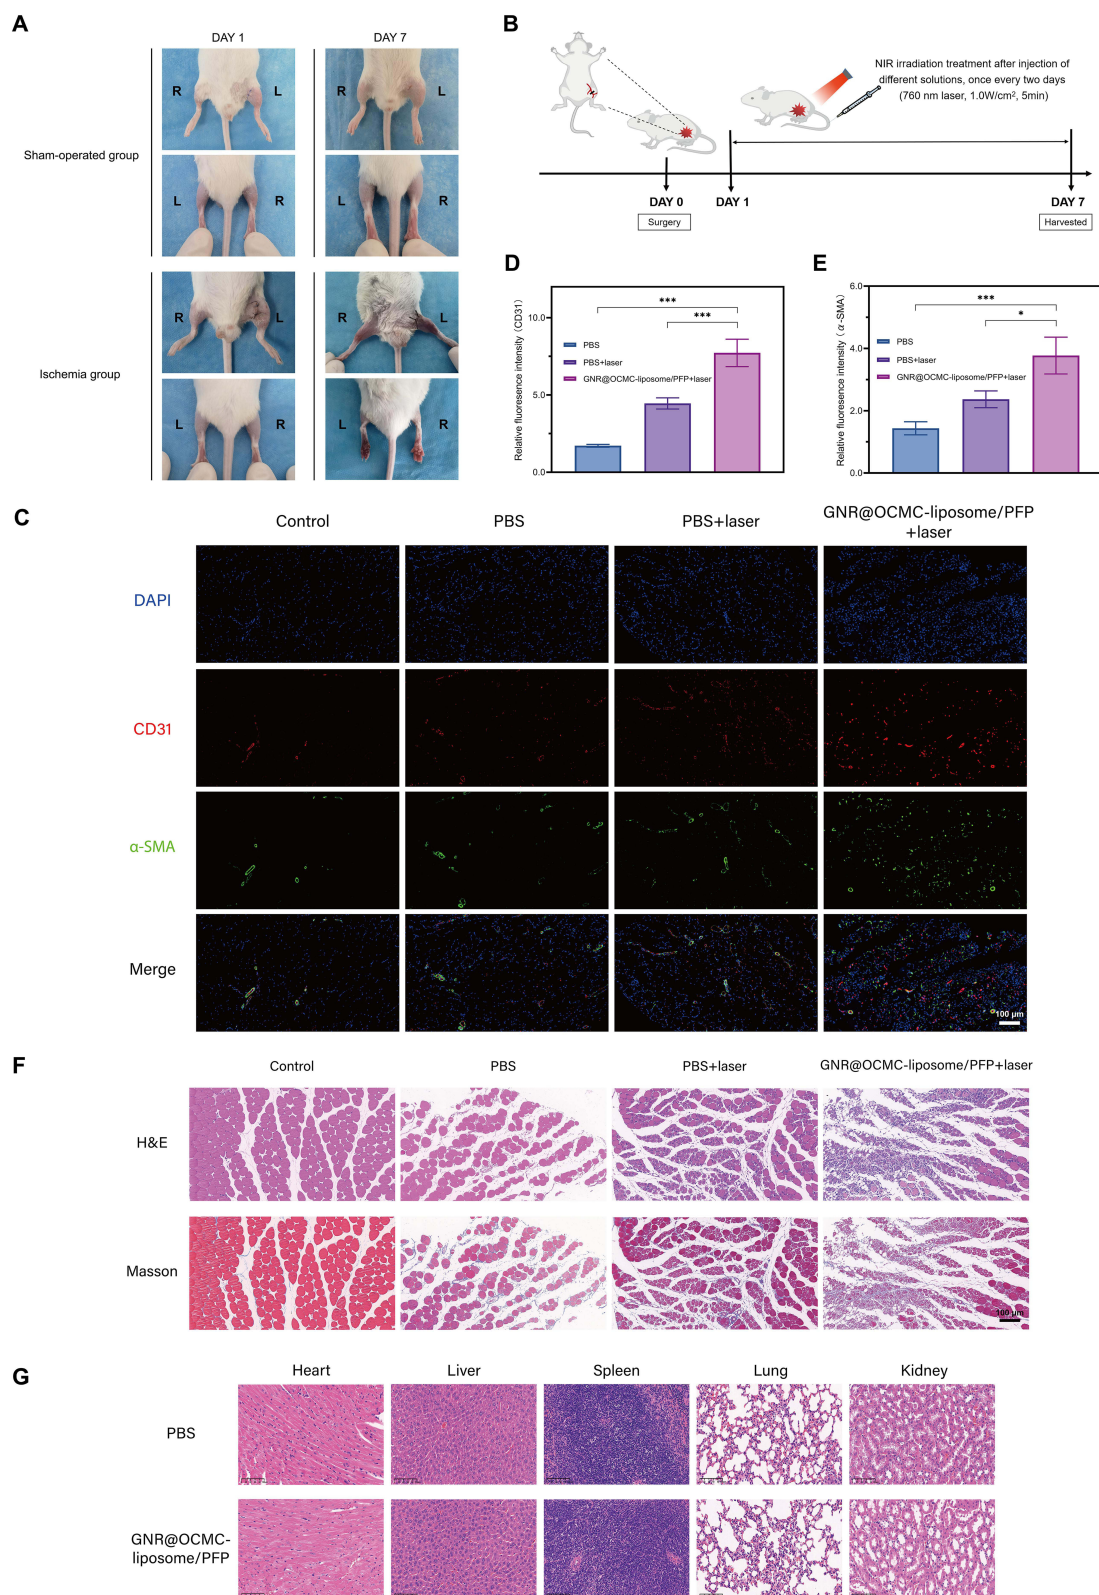 A
DAY 1
DAY 7
R
L
R
L
Sham-operated group
L
R
L
R
R
L
R
L
Ischemia group
L
R
L
R
B
NIR irradiation treatment after injection of
different solutions, once every two days
(760 nm laser, 1.0W/cm², 5min)
DAY 0
DAY 1
DAY 7
Surgery
Harvested
D
Relative fluoresence intensity (CD31)
10.0
5.0
0.0
***
***
PBS
PBS+laser
GNR@OCMC-liposome/PFP+laser
E
Relative fluoresence intensity (α-SMA)
6.0
4.0
2.0
0.0
***
*
PBS
PBS+laser
GNR@OCMC-liposome/PFP+laser
C
Control
PBS
PBS+laser
GNR@OCMC-liposome/PFP
+laser
DAPI
CD31
α-SMA
Merge
100 μm
F
Control
PBS
PBS+laser
GNR@OCMC-liposome/PFP+laser
H&E
Masson
100 μm
G
Heart
Liver
Spleen
Lung
Kidney
PBS
GNR@OCMC-
liposome/PFP